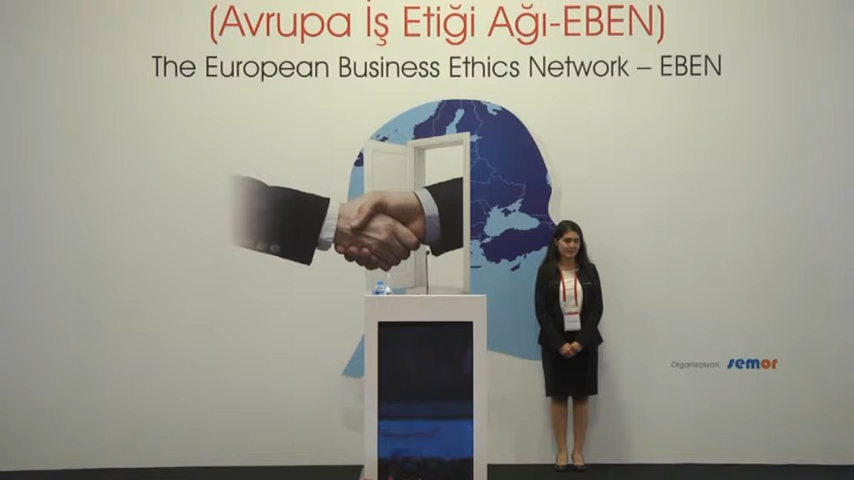 (Avrupa İş Etiği Ağı-EBEN)
The European Business Ethics Network – EBEN
Organizasyon semor